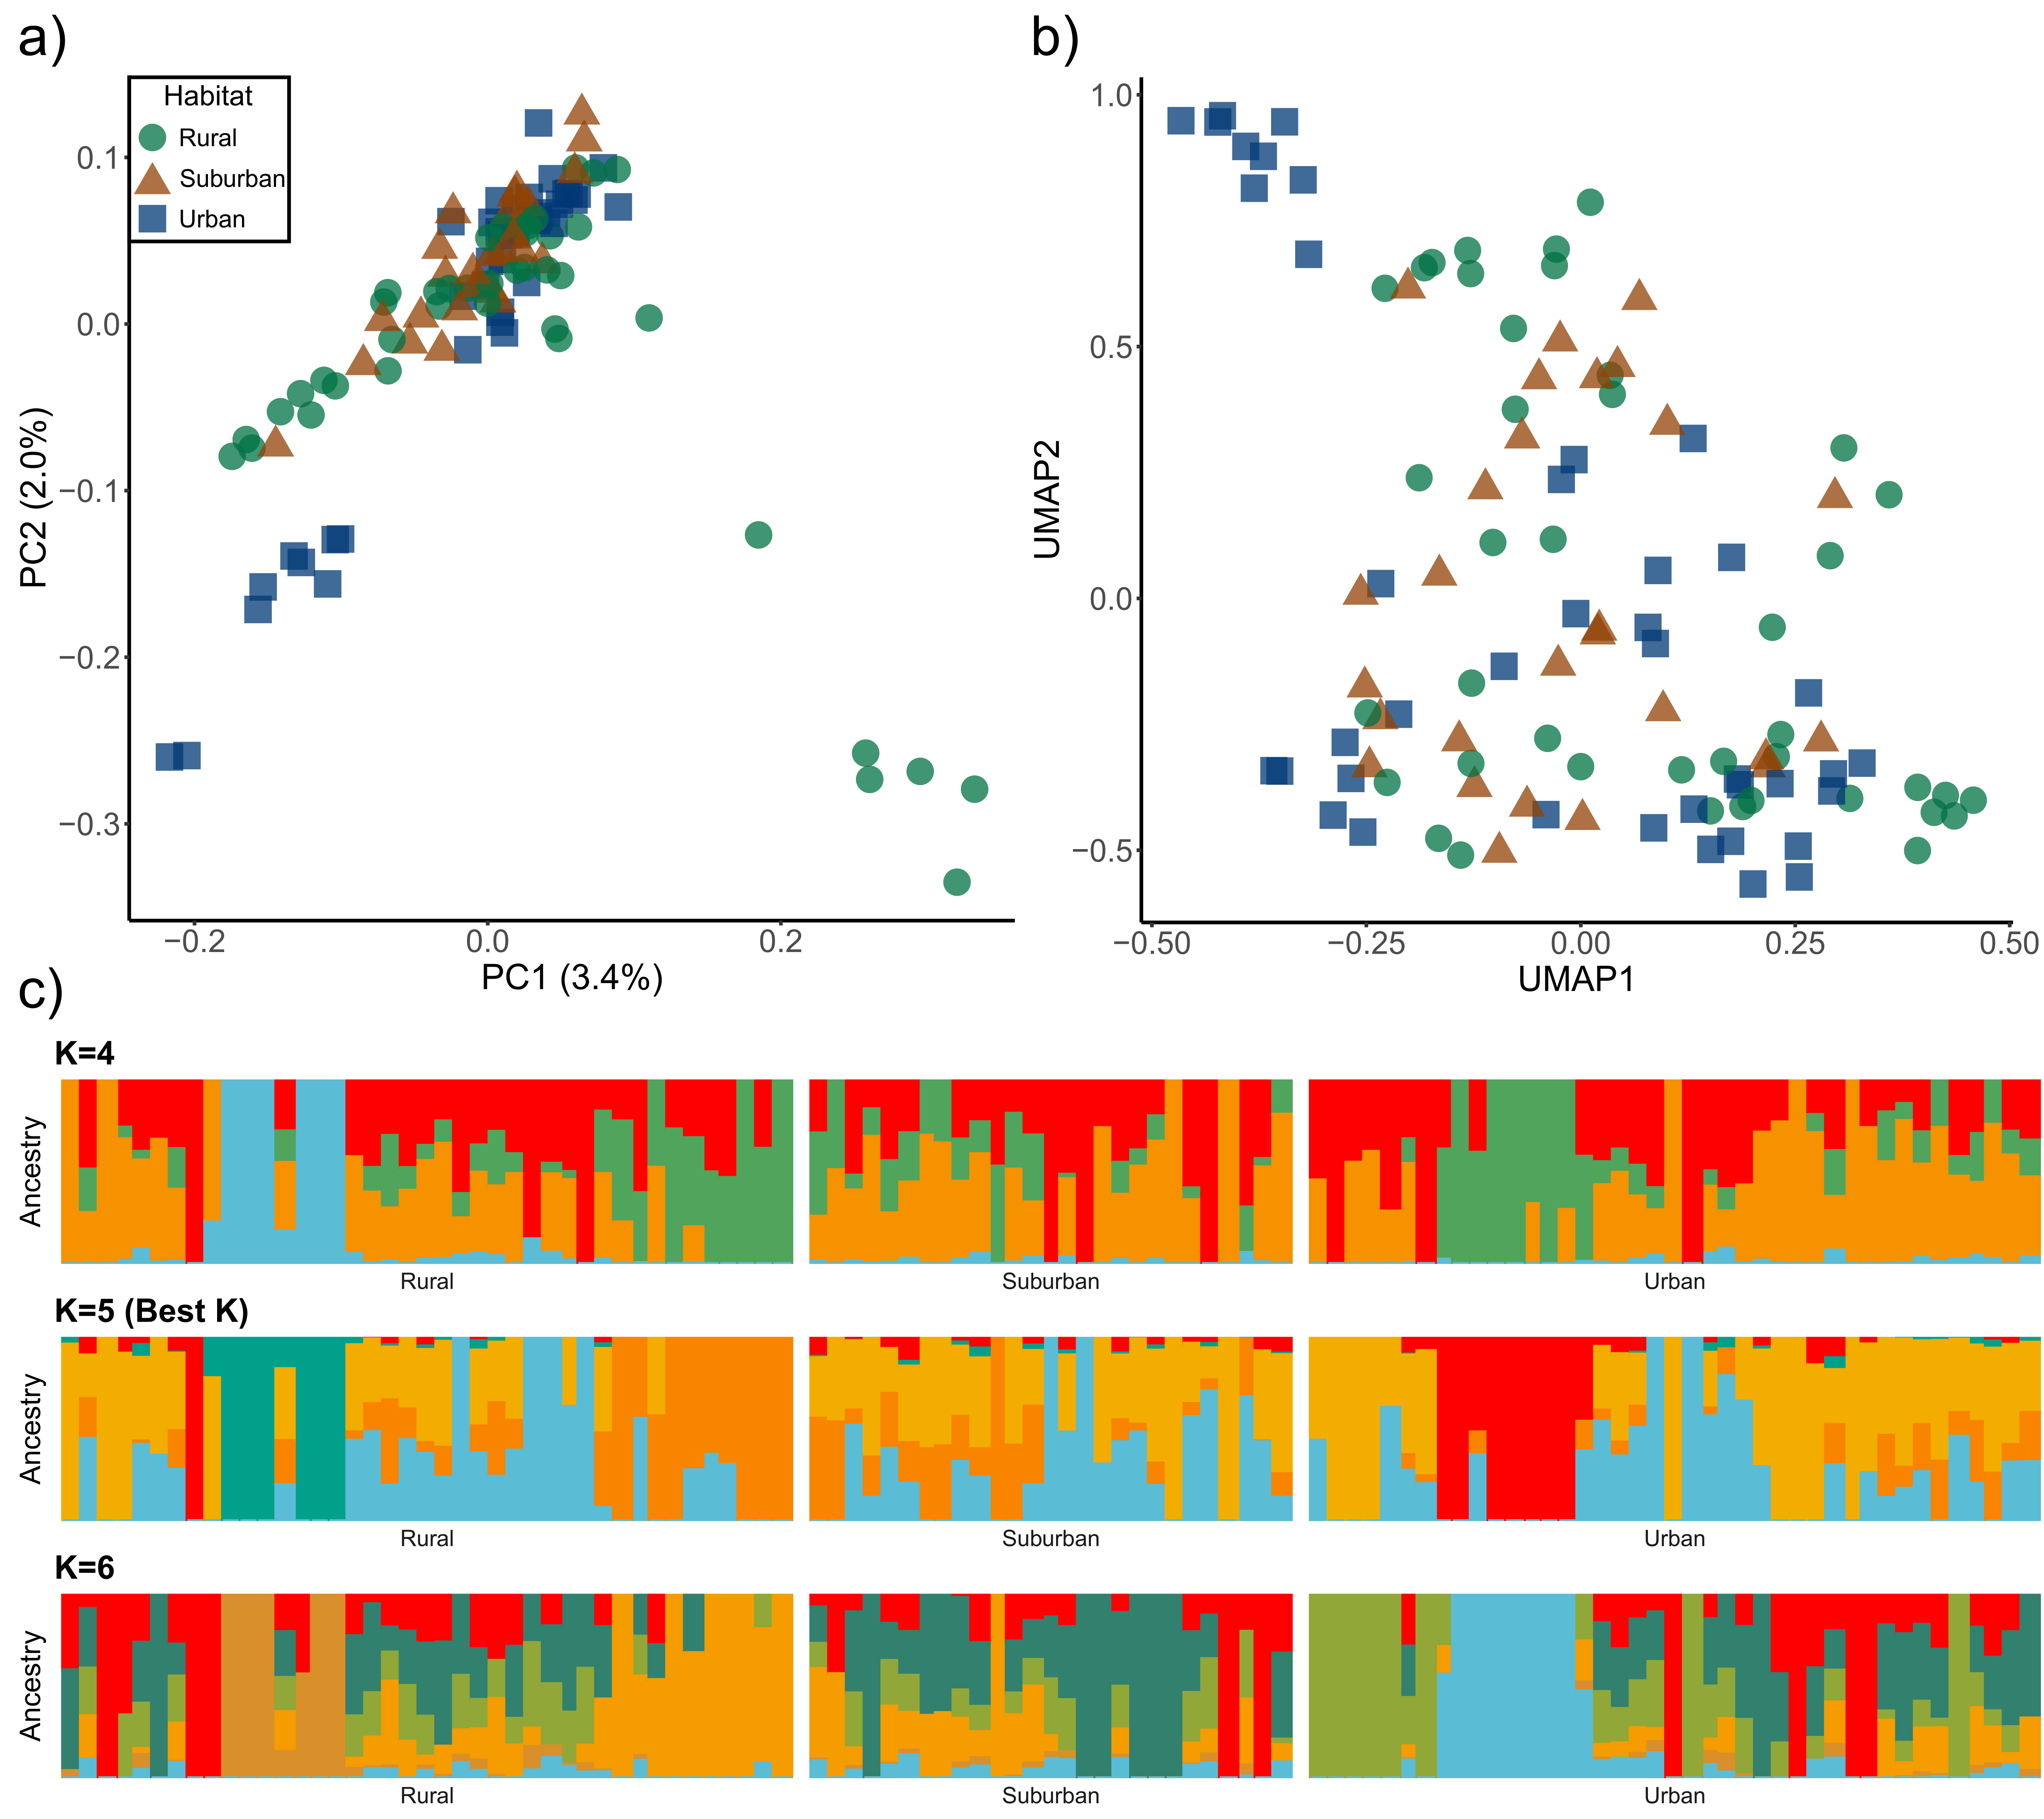 a)
Habitat
Rural
Suburban
Urban
0.1
0.0
−0.1
−0.2
−0.3
PC2 (2.0%)
−0.2
0.0
0.2
PC1 (3.4%)
b)
1.0
0.5
0.0
−0.5
UMAP2
−0.50
−0.25
0.00
0.25
0.50
UMAP1
c)
K=4
Ancestry
Rural
Suburban
Urban
K=5 (Best K)
Ancestry
Rural
Suburban
Urban
K=6
Ancestry
Rural
Suburban
Urban